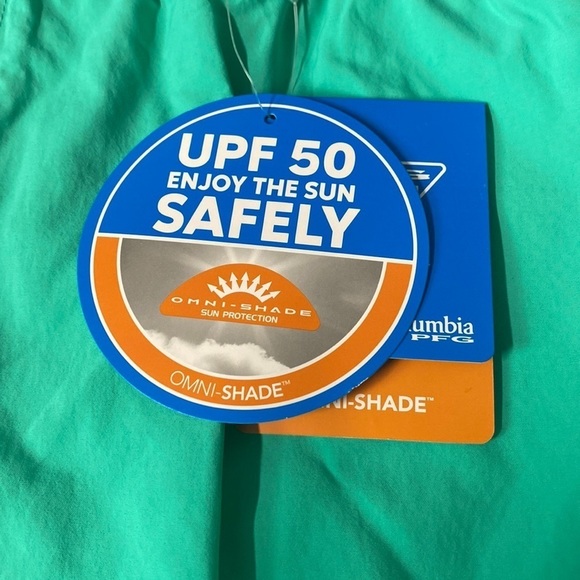 UPF 50
ENJOY THE SUN
SAFELY
OMNI-SHADE
SUN PROTECTION
OMNI-SHADE™
umbia
PFG
NI-SHADE™